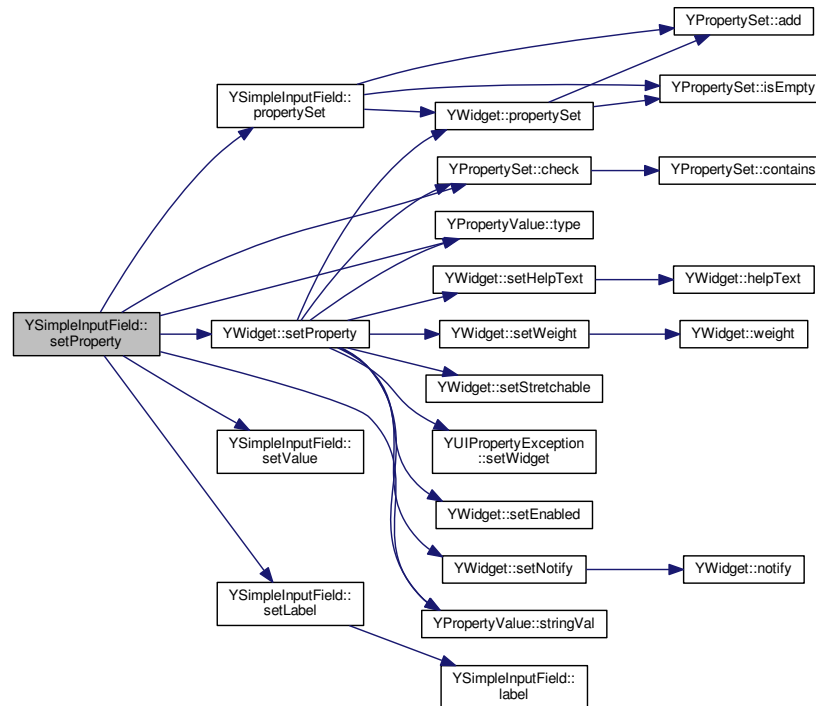 YPropertySet::add
YSimpleInputField::
propertySet
YPropertySet::isEmpty
YWidget::propertySet
YPropertySet::check
YPropertySet::contains
YPropertyValue::type
YWidget::setHelpText
YWidget::helpText
YSimpleInputField::
setProperty
YWidget::setProperty
YWidget::setWeight
YWidget::weight
YWidget::setStretchable
YSimpleInputField::
setValue
YUIPropertyException
::setWidget
YWidget::setEnabled
YWidget::setNotify
YWidget::notify
YSimpleInputField::
setLabel
YPropertyValue::stringVal
YSimpleInputField::
label